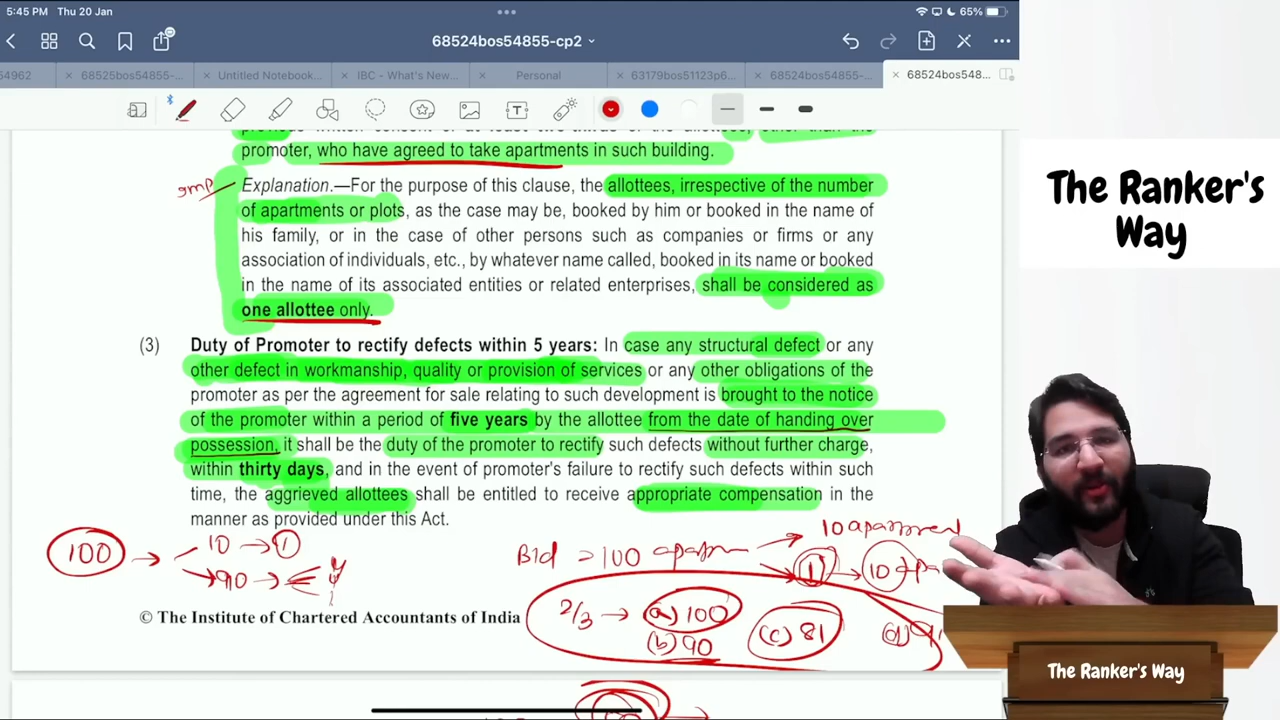 5:45 PM Thu 20 Jan
65%
68524bos54855-cp2
54962
68525bos54855-...
Untitled Notebook...
IBC - What's New...
Personal
63179bos51123p6...
68524bos54855-...
68524bos548...
promoter, who have agreed to take apartments in such building.
Imp
Explanation.—For the purpose of this clause, the allottees, irrespective of the number
of apartments or plots, as the case may be, booked by him or booked in the name of
his family, or in the case of other persons such as companies or firms or any
association of individuals, etc., by whatever name called, booked in its name or booked
in the name of its associated entities or related enterprises, shall be considered as
one allottee only.
(3) Duty of Promoter to rectify defects within 5 years: In case any structural defect or any
other defect in workmanship, quality or provision of services or any other obligations of the
promoter as per the agreement for sale relating to such development is brought to the notice
of the promoter within a period of five years by the allottee from the date of handing over
possession, it shall be the duty of the promoter to rectify such defects without further charge,
within thirty days, and in the event of promoter's failure to rectify such defects within such
time, the aggrieved allottees shall be entitled to receive appropriate compensation in the
manner as provided under this Act.
100 → 10 → 1
→ 90 →
Bld = 100 → 10 apartment
1 → 10
2/3 → (a) 100
(b) 90
(c) 81
(d)
© The Institute of Chartered Accountants of India
The Ranker's
Way
The Ranker's Way